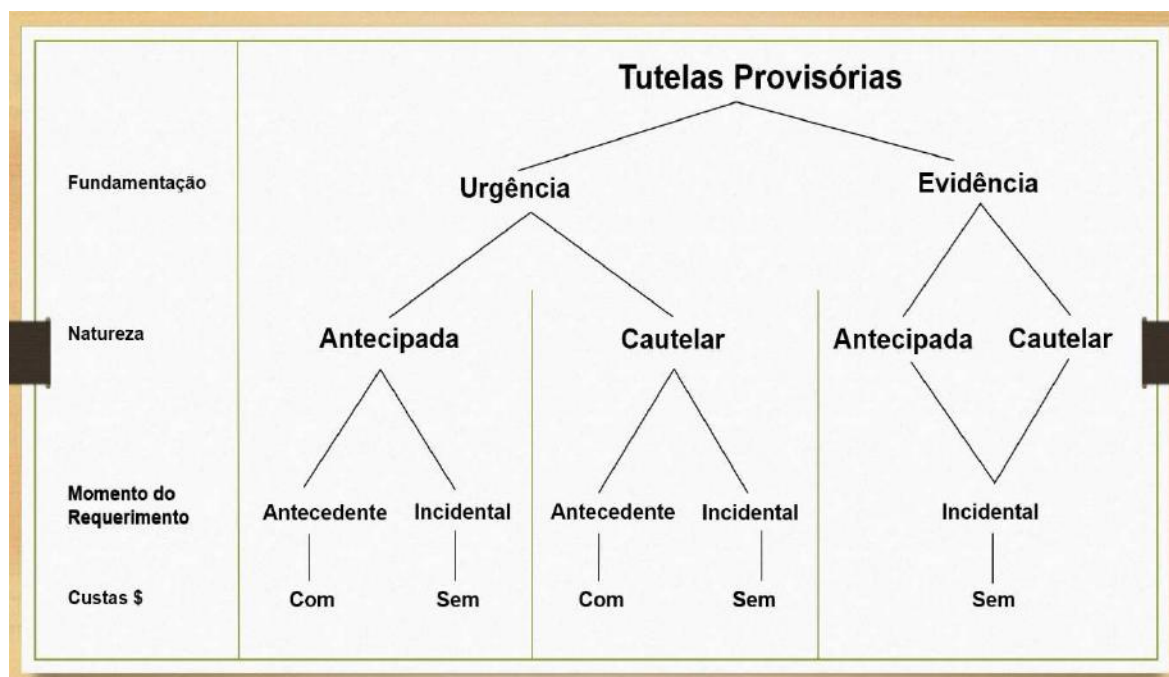 Tutelas Provisórias
Fundamentação
Urgência
Evidência
Natureza
Antecipada
Cautelar
Antecipada
Cautelar
Momento do
Requerimento
Antecedente
Incidental
Antecedente
Incidental
Incidental
Custas $
Com
Sem
Com
Sem
Sem